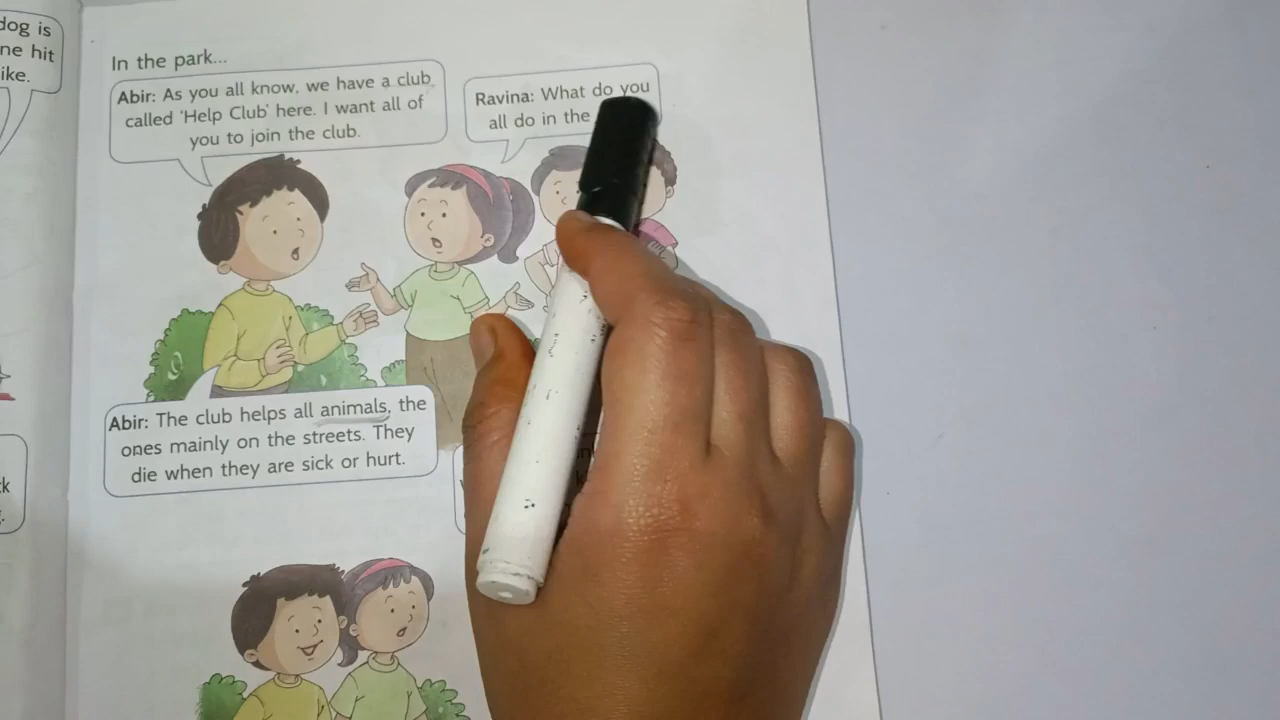 dog is
ne hit
ike.
In the park...
Abir: As you all know, we have a club
called 'Help Club' here. I want all of
you to join the club.
Ravina: What do you
all do in the
Abir: The club helps all animals, the
ones mainly on the streets. They
die when they are sick or hurt.